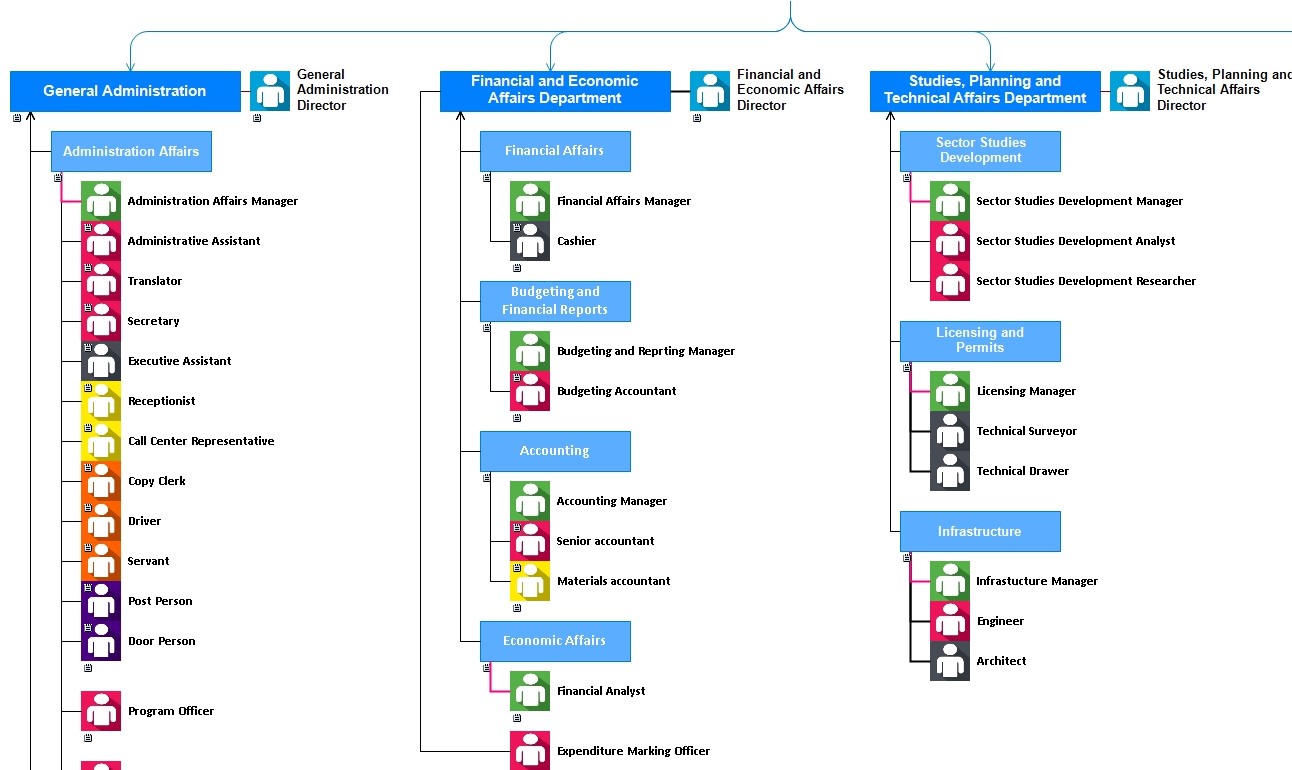 General Administration
General
Administration
Director
Administration Affairs
Administration Affairs Manager
Administrative Assistant
Translator
Secretary
Executive Assistant
Receptionist
Call Center Representative
Copy Clerk
Driver
Servant
Post Person
Door Person
Program Officer
Financial and Economic
Affairs Department
Financial and
Economic Affairs
Director
Financial Affairs
Financial Affairs Manager
Cashier
Budgeting and
Financial Reports
Budgeting and Reprting Manager
Budgeting Accountant
Accounting
Accounting Manager
Senior accountant
Materials accountant
Economic Affairs
Financial Analyst
Expenditure Marking Officer
Studies, Planning and
Technical Affairs Department
Studies, Planning and
Technical Affairs
Director
Sector Studies
Development
Sector Studies Development Manager
Sector Studies Development Analyst
Sector Studies Development Researcher
Licensing and
Permits
Licensing Manager
Technical Surveyor
Technical Drawer
Infrastructure
Infrastucture Manager
Engineer
Architect